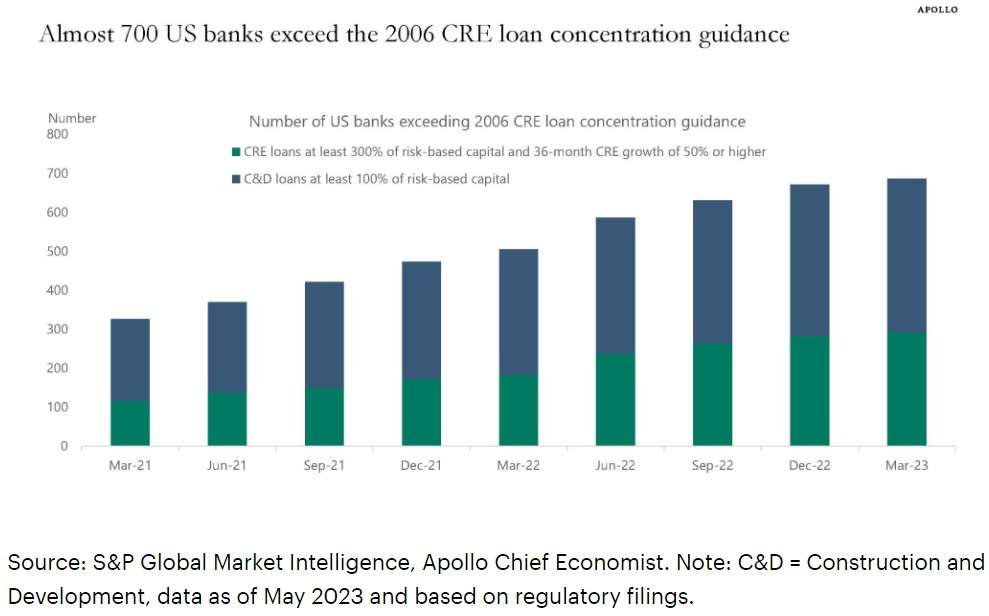 APOLLO
Almost 700 US banks exceed the 2006 CRE loan concentration guidance
Number
Number of US banks exceeding 2006 CRE loan concentration guidance
800
CRE loans at least 300% of risk-based capital and 36-month CRE growth of 50% or higher
700
C&D loans at least 100% of risk-based capital
600
500
400
300
200
100
0
Mar-21 Jun-21 Sep-21 Dec-21 Mar-22 Jun-22 Sep-22 Dec-22 Mar-23
Source: S&P Global Market Intelligence, Apollo Chief Economist. Note: C&D = Construction and
Development, data as of May 2023 and based on regulatory filings.